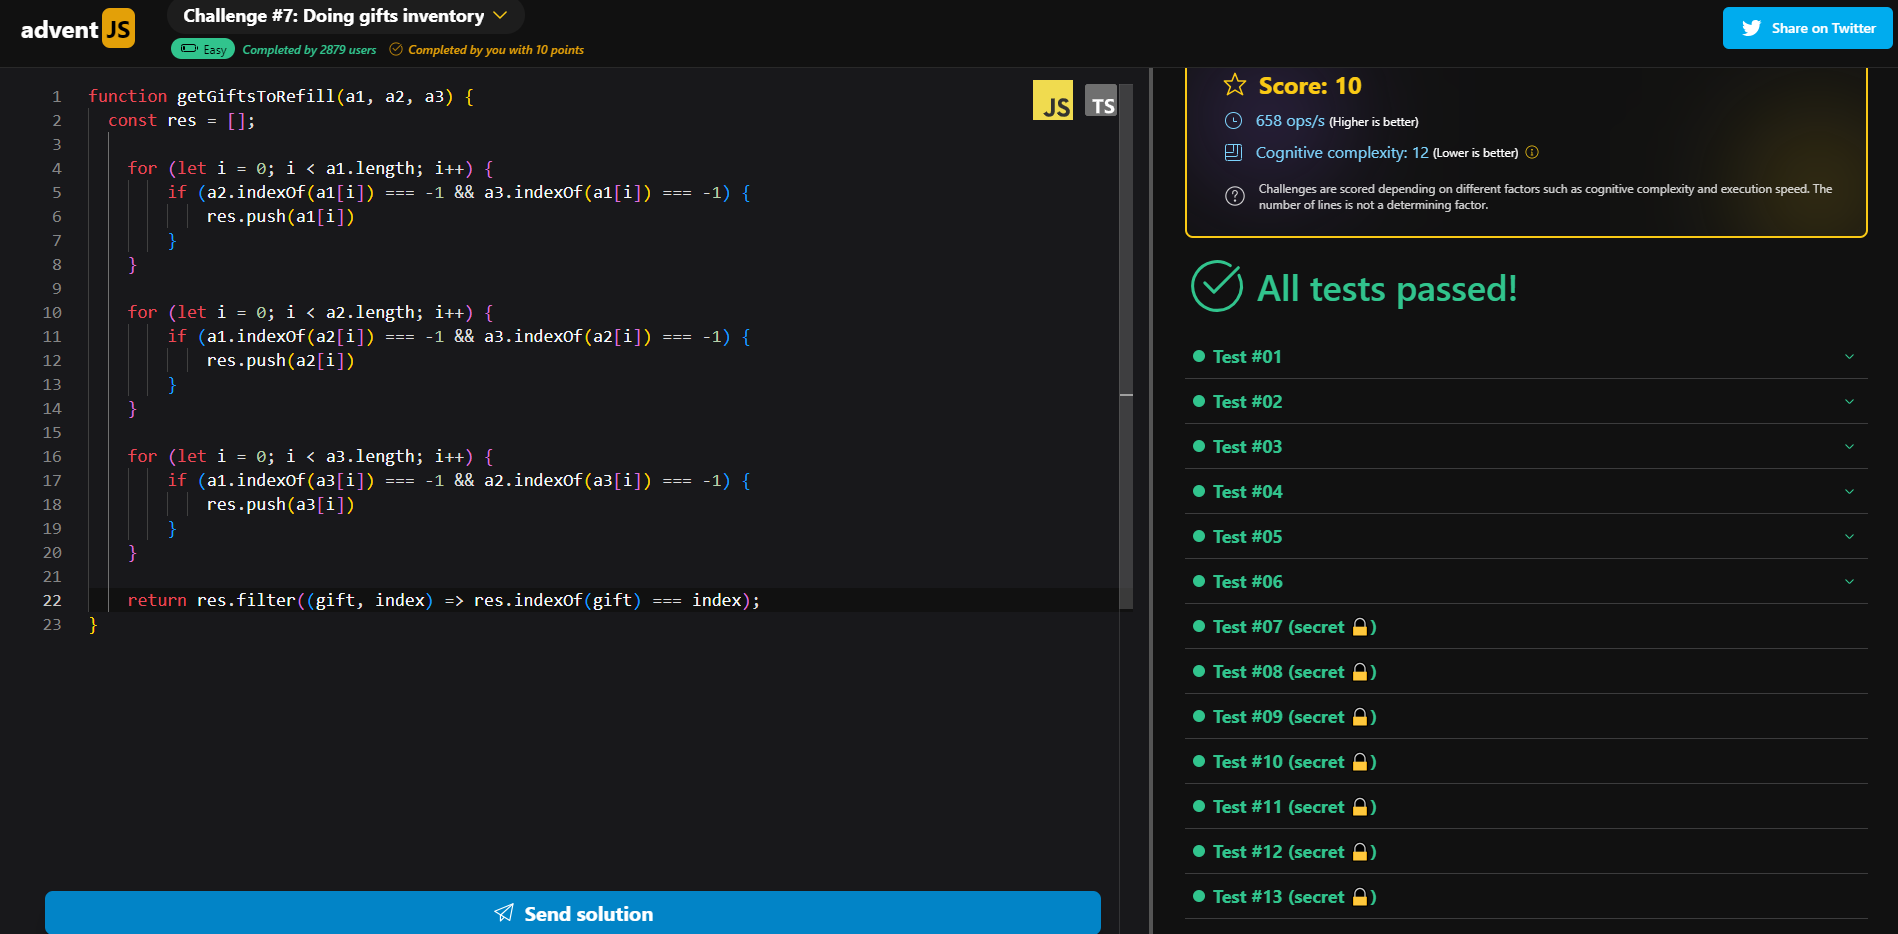 advent JS
Challenge #7: Doing gifts inventory
Easy Completed by 2879 users Completed by you with 10 points
Share on Twitter
JS TS
1 function getGiftsToRefill(a1, a2, a3) {
2 const res = [];
3
4 for (let i = 0; i < a1.length; i++) {
5 if (a2.indexOf(a1[i]) === -1 && a3.indexOf(a1[i]) === -1) {
6 res.push(a1[i])
7 }
8 }
9
10 for (let i = 0; i < a2.length; i++) {
11 if (a1.indexOf(a2[i]) === -1 && a3.indexOf(a2[i]) === -1) {
12 res.push(a2[i])
13 }
14 }
15
16 for (let i = 0; i < a3.length; i++) {
17 if (a1.indexOf(a3[i]) === -1 && a2.indexOf(a3[i]) === -1) {
18 res.push(a3[i])
19 }
20 }
21
22 return res.filter((gift, index) => res.indexOf(gift) === index);
23 }
Send solution
Score: 10
658 ops/s (Higher is better)
Cognitive complexity: 12 (Lower is better)
Challenges are scored depending on different factors such as cognitive complexity and execution speed. The
number of lines is not a determining factor.
All tests passed!
Test #01
Test #02
Test #03
Test #04
Test #05
Test #06
Test #07 (secret 🔒)
Test #08 (secret 🔒)
Test #09 (secret 🔒)
Test #10 (secret 🔒)
Test #11 (secret 🔒)
Test #12 (secret 🔒)
Test #13 (secret 🔒)